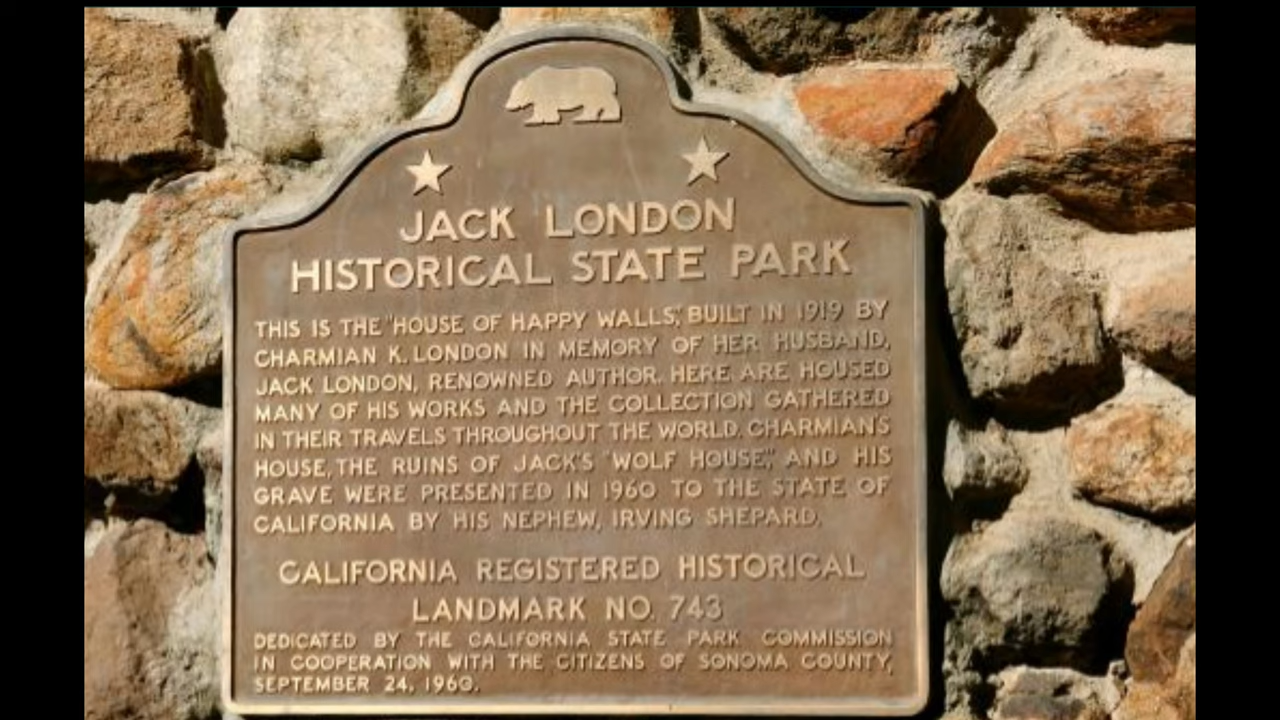 JACK LONDON
HISTORICAL STATE PARK
THIS IS THE "HOUSE OF HAPPY WALLS," BUILT IN 1919 BY
CHARMIAN K. LONDON IN MEMORY OF HER HUSBAND,
JACK LONDON, RENOWNED AUTHOR. HERE ARE HOUSED
MANY OF HIS WORKS AND THE COLLECTION GATHERED
IN THEIR TRAVELS THROUGHOUT THE WORLD. CHARMIAN'S
HOUSE, THE RUINS OF JACK'S "WOLF HOUSE," AND HIS
GRAVE WERE PRESENTED IN 1960 TO THE STATE OF
CALIFORNIA BY HIS NEPHEW, IRVING SHEPARD.
CALIFORNIA REGISTERED HISTORICAL
LANDMARK NO. 743
DEDICATED BY THE CALIFORNIA STATE PARK COMMISSION
IN COOPERATION WITH THE CITIZENS OF SONOMA COUNTY,
SEPTEMBER 24, 1960.